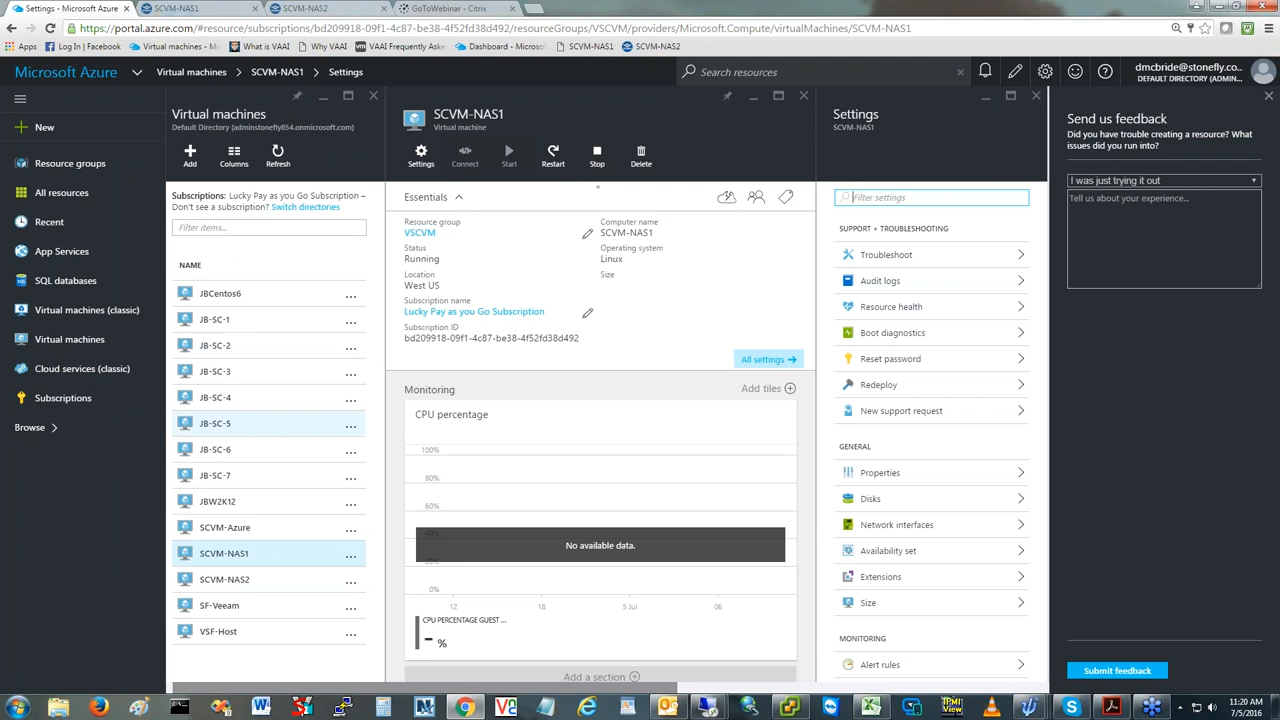 Settings - Microsoft Azure
SCVM-NAS1
SCVM-NAS2
GoToWebinar - Citrix
https://portal.azure.com/#resource/subscriptions/bd209918-09f1-4c87-be38-4f52fd38d492/resourceGroups/VSCVM/providers/Microsoft.Compute/virtualMachines/SCVM-NAS1
Apps
Log In | Facebook
Virtual machines - M
What is VAAI
Why VAAI
VAAI Frequently Aske
Dashboard - Microso
SCVM-NAS1
SCVM-NAS2
Microsoft Azure
Virtual machines
SCVM-NAS1
Settings
Search resources
dmcbride@stonefly.co...
DEFAULT DIRECTORY (ADMIN...
New
Resource groups
All resources
Recent
App Services
SQL databases
Virtual machines (classic)
Virtual machines
Cloud services (classic)
Subscriptions
Browse
Virtual machines
Default Directory (adminstonefly854.onmicrosoft.com)
Add
Columns
Refresh
Subscriptions: Lucky Pay as you Go Subscription –
Don't see a subscription? Switch directories
Filter items...
NAME
JBCentos6
JB-SC-1
JB-SC-2
JB-SC-3
JB-SC-4
JB-SC-5
JB-SC-6
JB-SC-7
JBW2K12
SCVM-Azure
SCVM-NAS1
SCVM-NAS2
SF-Veeam
VSF-Host
SCVM-NAS1
Virtual machine
Settings
Connect
Start
Restart
Stop
Delete
Essentials
Resource group
VSCVM
Status
Running
Location
West US
Subscription name
Lucky Pay as you Go Subscription
Subscription ID
bd209918-09f1-4c87-be38-4f52fd38d492
Computer name
SCVM-NAS1
Operating system
Linux
Size
All settings
Monitoring
Add tiles
CPU percentage
100%
80%
60%
40%
No available data.
20%
0%
12
18
5 Jul
06
CPU PERCENTAGE GUEST ...
-- %
Add a section
Settings
SCVM-NAS1
Filter settings
SUPPORT + TROUBLESHOOTING
Troubleshoot
Audit logs
Resource health
Boot diagnostics
Reset password
Redeploy
New support request
GENERAL
Properties
Disks
Network interfaces
Availability set
Extensions
Size
MONITORING
Alert rules
Send us feedback
Did you have trouble creating a resource? What
issues did you run into?
I was just trying it out
Tell us about your experience...
Submit feedback
11:20 AM
7/5/2016